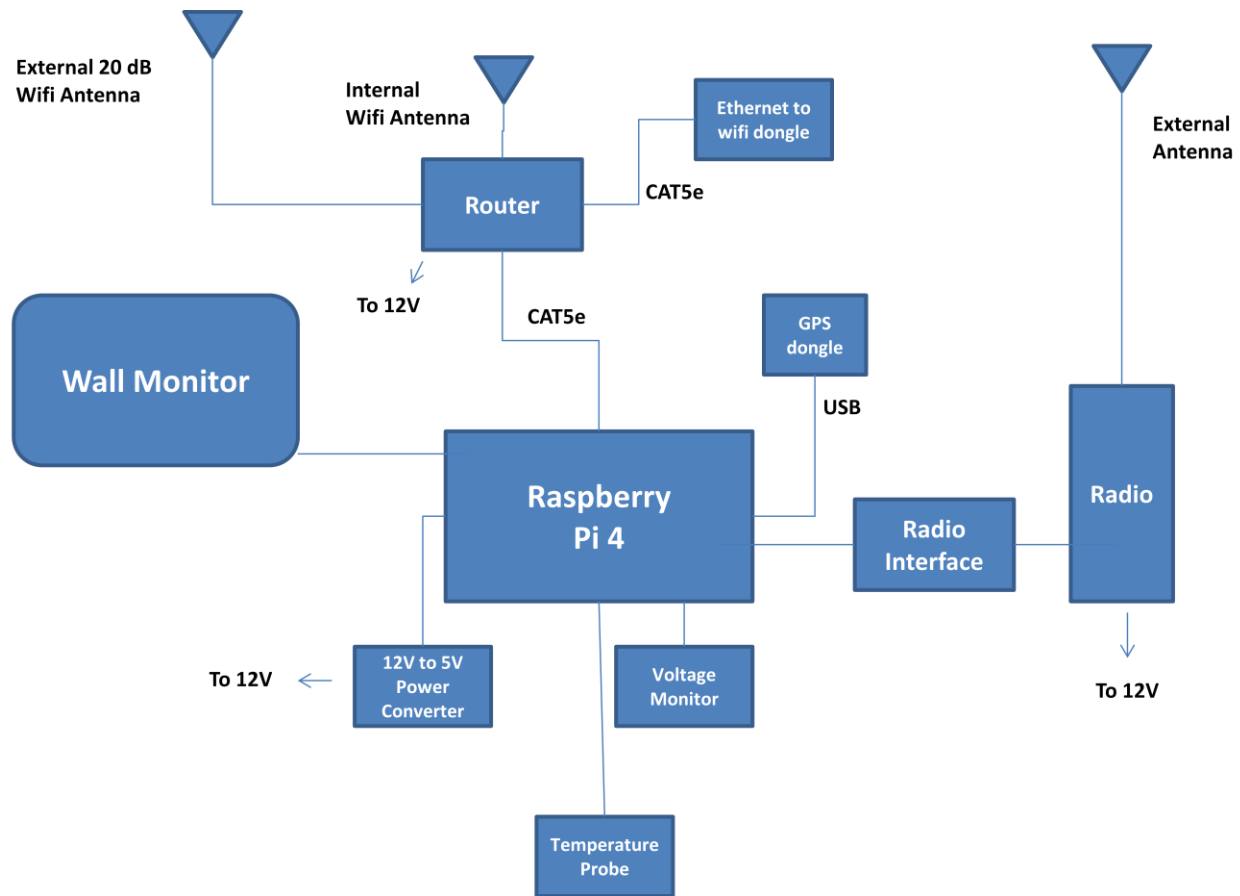 External 20 dB
Wifi Antenna
Internal
Wifi Antenna
Ethernet to
wifi dongle
External
Antenna
CAT5e
Router
To 12V
CAT5e
GPS
dongle
Wall Monitor
USB
Raspberry
Pi 4
Radio
Interface
Radio
To 12V
12V to 5V
Power
Converter
Voltage
Monitor
To 12V
Temperature
Probe